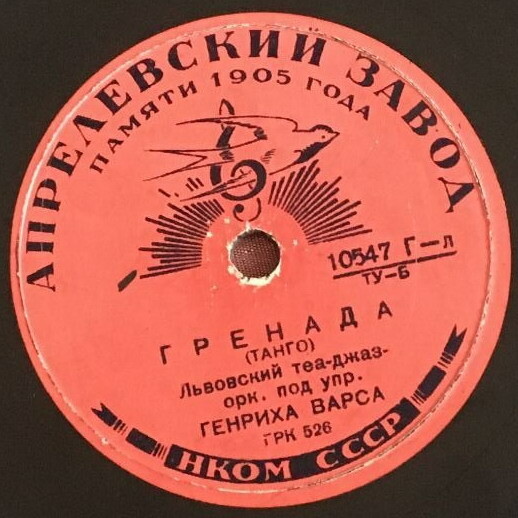 АПРЕЛЕВСКИЙ ЗАВОД
ПАМЯТИ 1905 ГОДА
10547 Г-л
ТУ-Б
ГРЕНАДА
(ТАНГО)
Львовский теа-джаз-
орк. под упр.
ГЕНРИХА ВАРСА
ГРК 526
НКОМ СССР